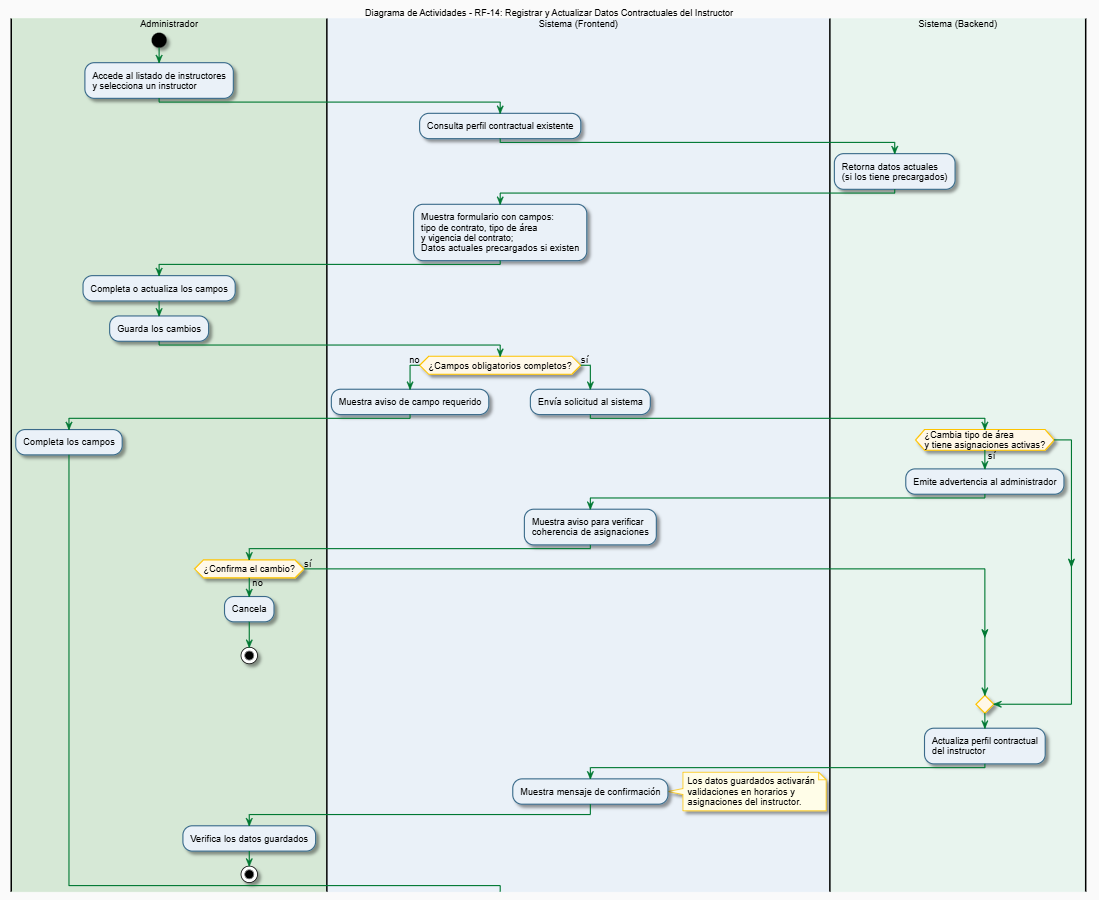 Diagrama de Actividades - RF-14: Registrar y Actualizar Datos Contractuales del Instructor
Administrador
Sistema (Frontend)
Sistema (Backend)
Accede al listado de instructores
y selecciona un instructor
Consulta perfil contractual existente
Retorna datos actuales
(si los tiene precargados)
Muestra formulario con campos:
tipo de contrato, tipo de área
y vigencia del contrato;
Datos actuales precargados si existen
Completa o actualiza los campos
Guarda los cambios
no
¿Campos obligatorios completos?
sí
Muestra aviso de campo requerido
Envía solicitud al sistema
Completa los campos
¿Cambia tipo de área
y tiene asignaciones activas?
sí
Emite advertencia al administrador
Muestra aviso para verificar
coherencia de asignaciones
¿Confirma el cambio?
sí
no
Cancela
Actualiza perfil contractual
del instructor
Muestra mensaje de confirmación
Los datos guardados activarán
validaciones en horarios y
asignaciones del instructor.
Verifica los datos guardados